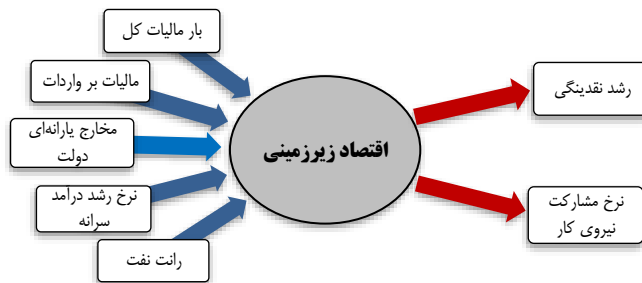 بار مالیات کل
مالیات بر واردات
مخارج یارانه‌ای
دولت
نرخ رشد درآمد
سرانه
رانت نفت
اقتصاد زیرزمینی
رشد نقدینگی
نرخ مشارکت
نیروی کار